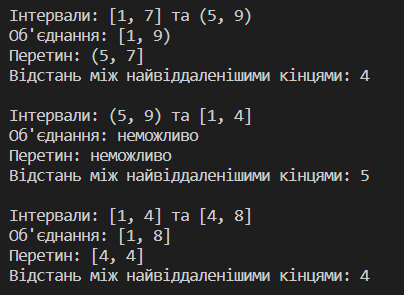 Інтервали: [1, 7] та (5, 9)
Об'єднання: [1, 9)
Перетин: (5, 7]
Відстань між найвіддаленішими кінцями: 4
Інтервали: (5, 9) та [1, 4]
Об'єднання: неможливо
Перетин: неможливо
Відстань між найвіддаленішими кінцями: 5
Інтервали: [1, 4] та [4, 8]
Об'єднання: [1, 8]
Перетин: [4, 4]
Відстань між найвіддаленішими кінцями: 4